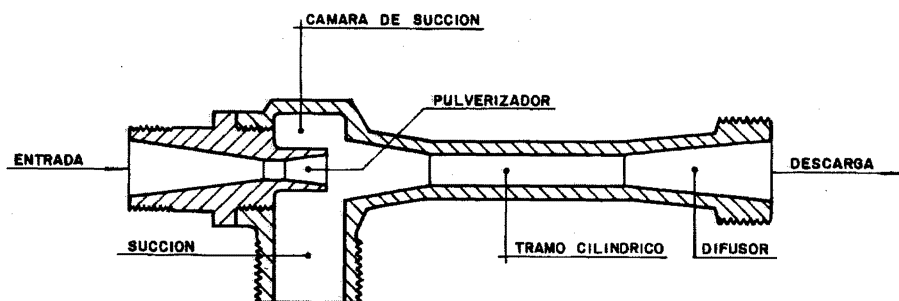 CAMARA DE SUCCION
PULVERIZADOR
ENTRADA
DESCARGA
SUCCION
TRAMO CILINDRICO
DIFUSOR